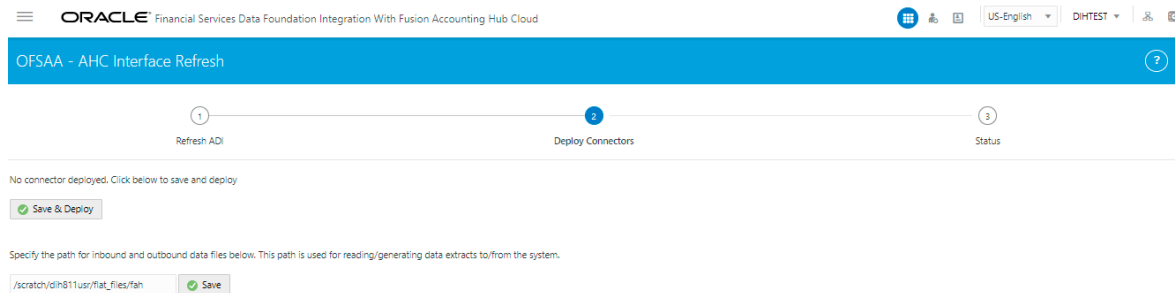 ORACLE® Financial Services Data Foundation Integration With Fusion Accounting Hub Cloud US-English DIHTEST
OFSAA - AHC Interface Refresh ?
1 2 3
Refresh ADI Deploy Connectors Status
No connector deployed. Click below to save and deploy
Save & Deploy
Specify the path for inbound and outbound data files below. This path is used for reading/generating data extracts to/from the system.
/scratch/dih811usr/flat_files/fah Save